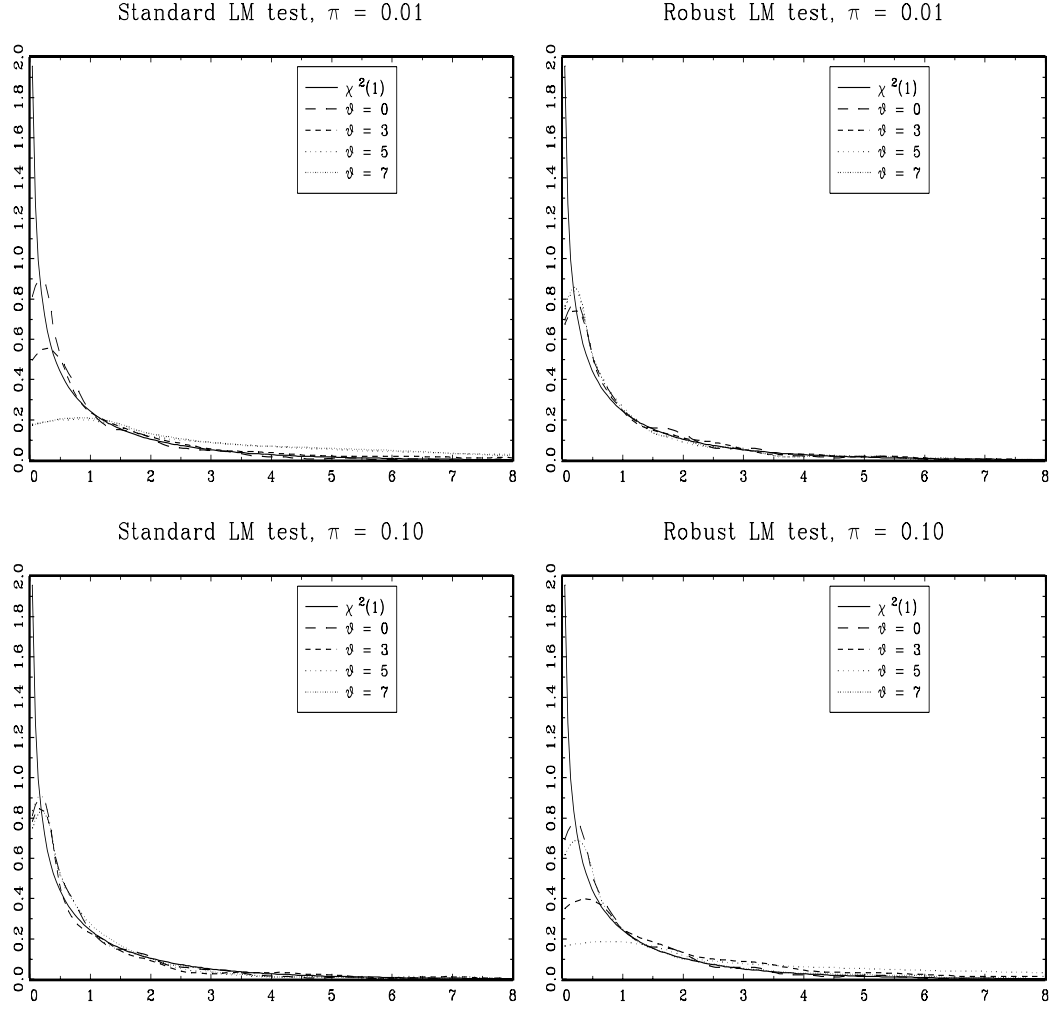 Standard LM test, π = 0.01
2.0
1.8
1.6
1.4
1.2
1.0
0.8
0.6
0.4
0.2
0.0
χ²(1)
ϑ = 0
ϑ = 3
ϑ = 5
ϑ = 7
0 1 2 3 4 5 6 7 8
Robust LM test, π = 0.01
2.0
1.8
1.6
1.4
1.2
1.0
0.8
0.6
0.4
0.2
0.0
χ²(1)
ϑ = 0
ϑ = 3
ϑ = 5
ϑ = 7
0 1 2 3 4 5 6 7 8
Standard LM test, π = 0.10
2.0
1.8
1.6
1.4
1.2
1.0
0.8
0.6
0.4
0.2
0.0
χ²(1)
ϑ = 0
ϑ = 3
ϑ = 5
ϑ = 7
0 1 2 3 4 5 6 7 8
Robust LM test, π = 0.10
2.0
1.8
1.6
1.4
1.2
1.0
0.8
0.6
0.4
0.2
0.0
χ²(1)
ϑ = 0
ϑ = 3
ϑ = 5
ϑ = 7
0 1 2 3 4 5 6 7 8